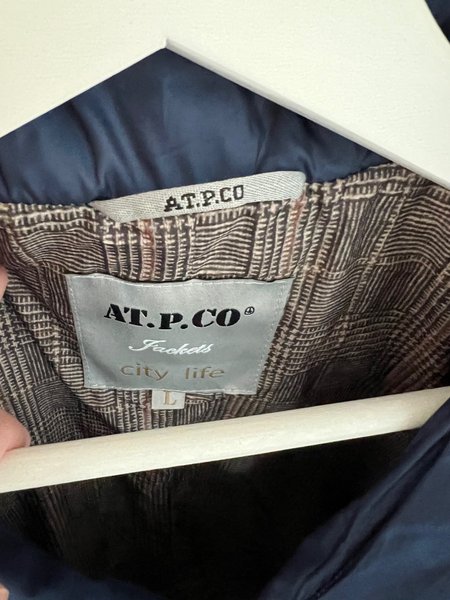 AT.P.CO
AT.P.CO
Jackets
city life
L